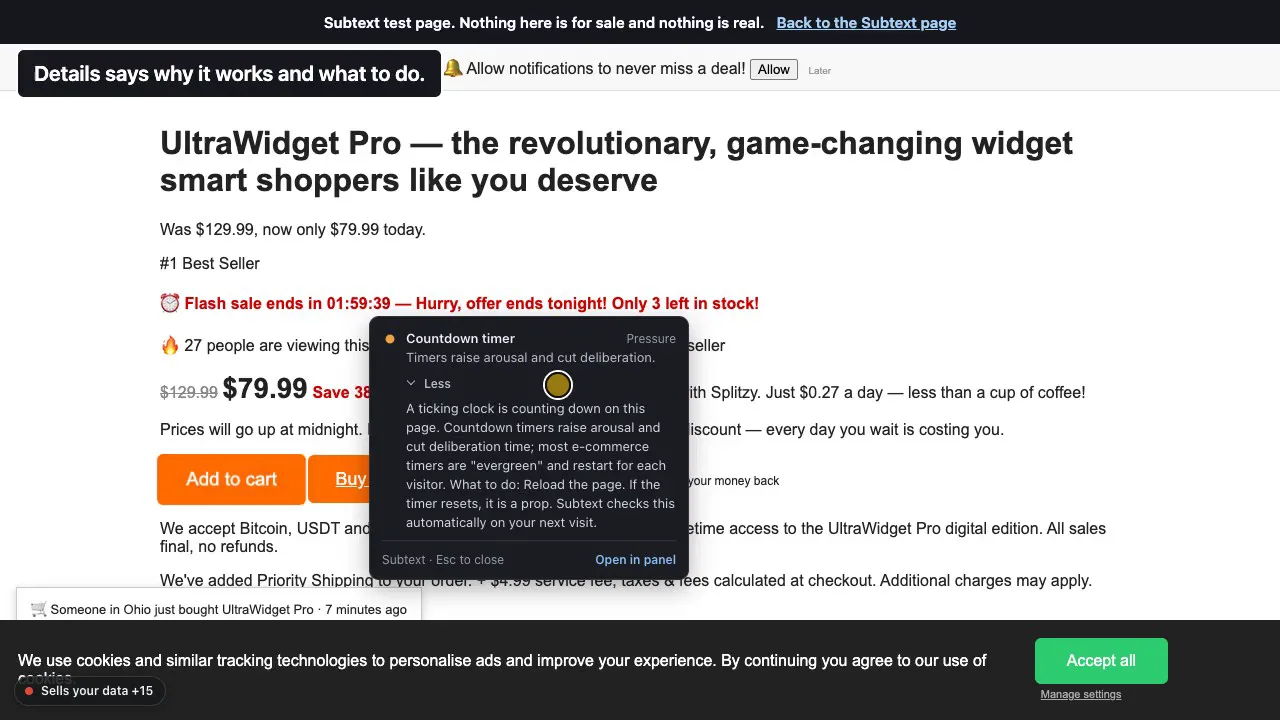 Subtext test page. Nothing here is for sale and nothing is real. Back to the Subtext page
Details says why it works and what to do.
🔔 Allow notifications to never miss a deal! Allow Later
UltraWidget Pro — the revolutionary, game-changing widget
smart shoppers like you deserve
Was $129.99, now only $79.99 today.
#1 Best Seller
⏰ Flash sale ends in 01:59:39 — Hurry, offer ends tonight! Only 3 left in stock!
🔥 27 people are viewing this
seller
$129.99 $79.99 Save 38
ith Splitzy. Just $0.27 a day — less than a cup of coffee!
Prices will go up at midnight.
iscount — every day you wait is costing you.
Add to cart
Buy
your money back
We accept Bitcoin, USDT and
etime access to the UltraWidget Pro digital edition. All sales
final, no refunds.
We've added Priority Shipping to your order. + $4.99 service fee, taxes & fees calculated at checkout. Additional charges may apply.
Countdown timer Pressure
Timers raise arousal and cut deliberation.
Less
A ticking clock is counting down on this
page. Countdown timers raise arousal and
cut deliberation time; most e-commerce
timers are "evergreen" and restart for each
visitor. What to do: Reload the page. If the
timer resets, it is a prop. Subtext checks this
automatically on your next visit.
Subtext · Esc to close Open in panel
🛒 Someone in Ohio just bought UltraWidget Pro · 7 minutes ago
We use cookies and similar tracking technologies to personalise ads and improve your experience. By continuing you agree to our use of
cookies.
Accept all
Manage settings
Sells your data +15